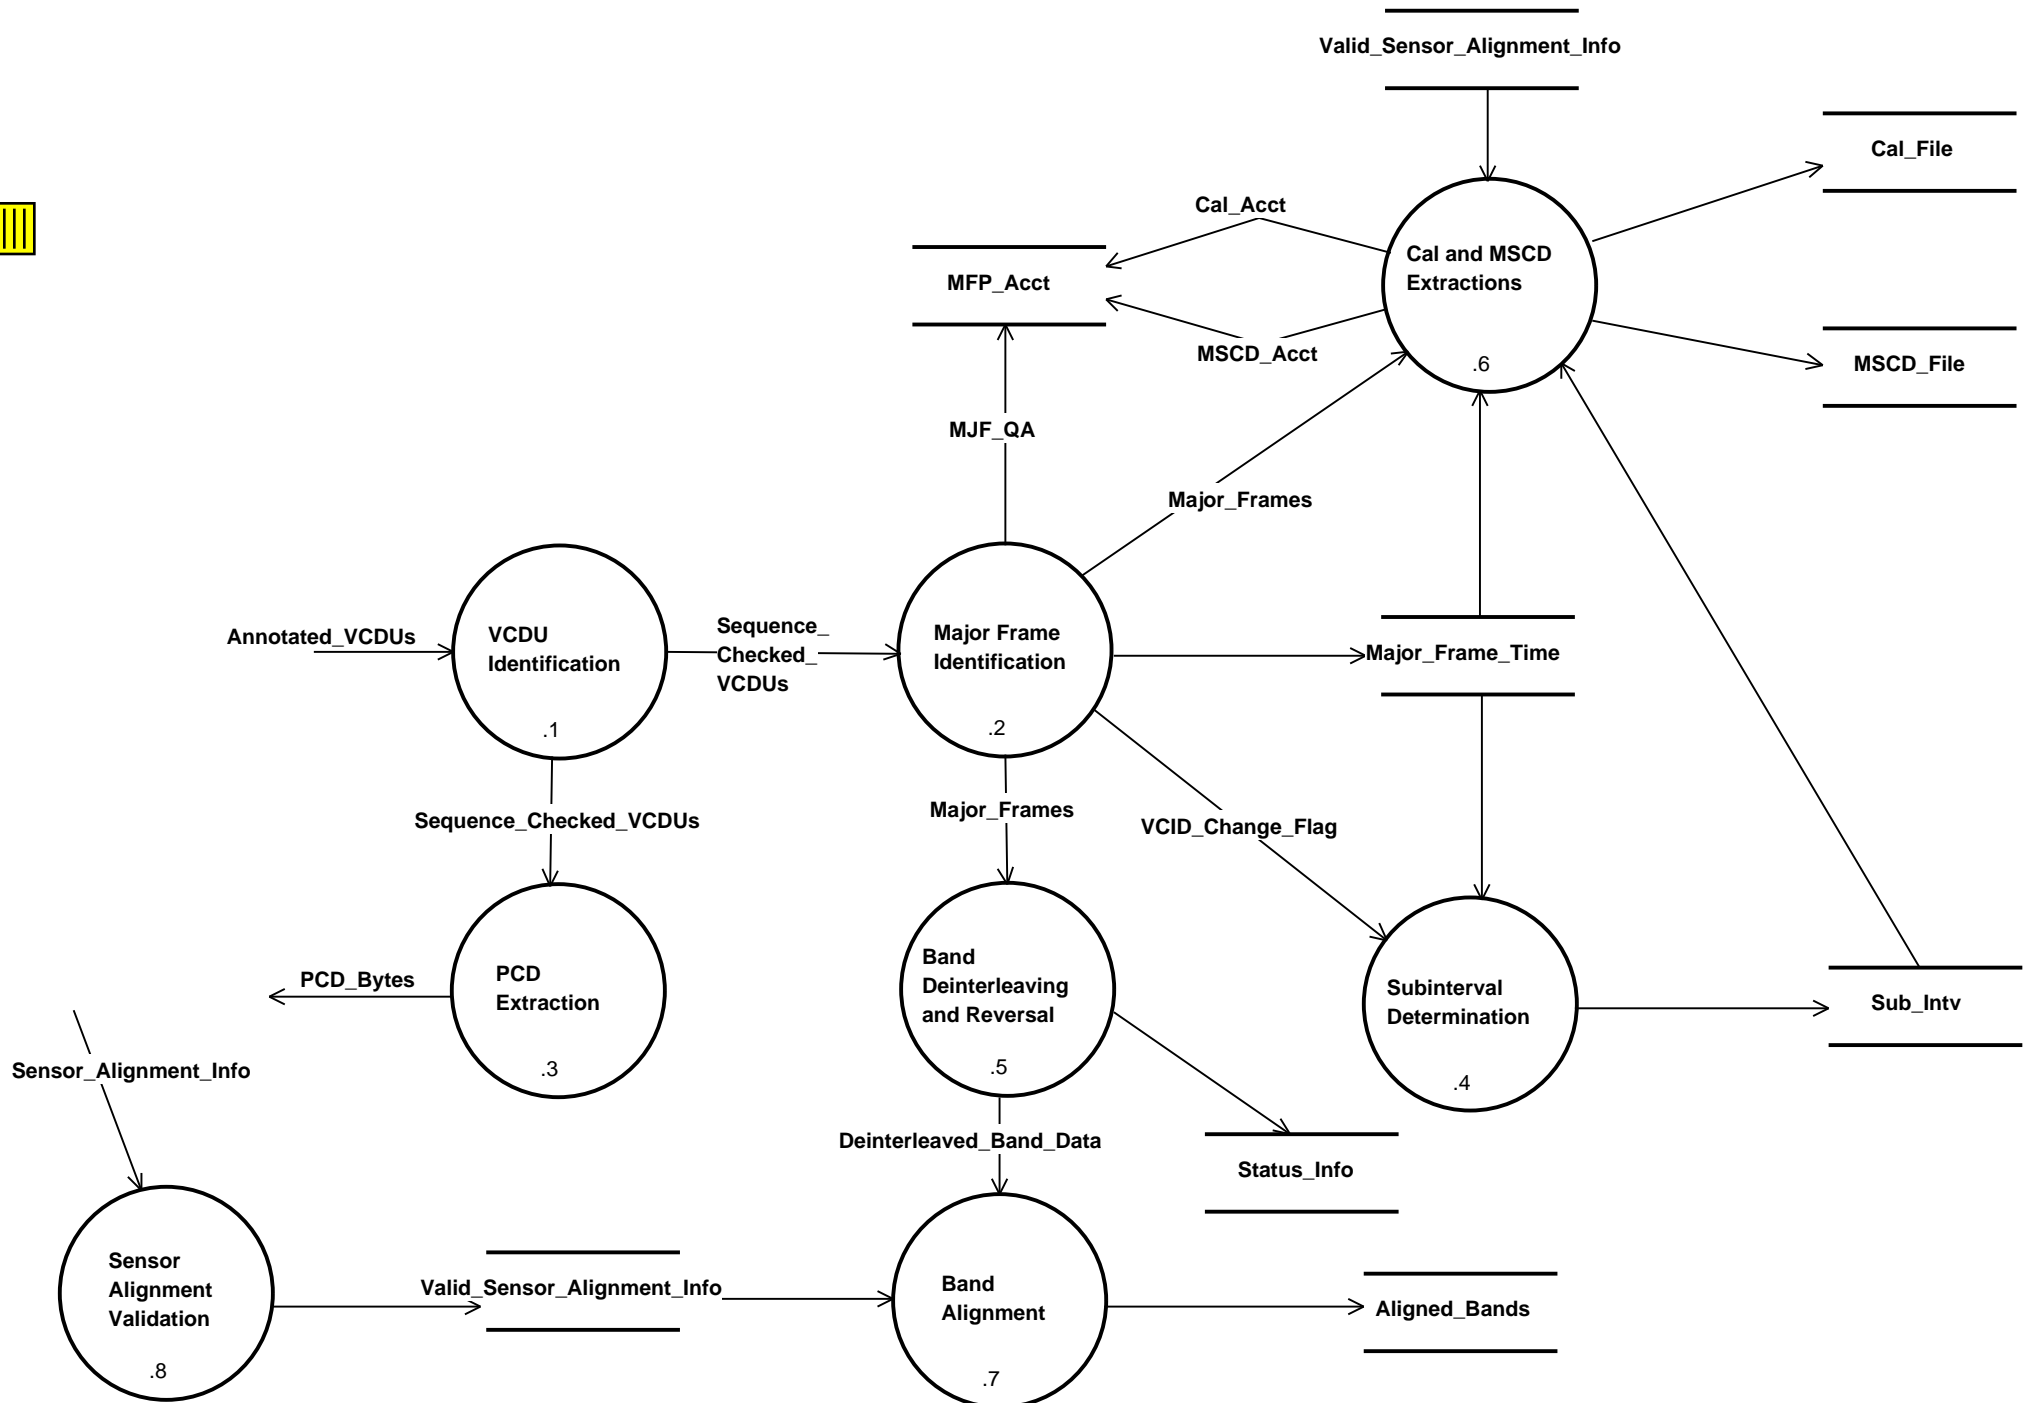 Valid_Sensor_Alignment_Info
Cal_File
Cal_Acct
Cal and MSCD
Extractions
.6
MFP_Acct
MSCD_Acct
MSCD_File
MJF_QA
Major_Frames
Annotated_VCDUs
VCDU
Identification
.1
Sequence_
Checked_
VCDUs
Major Frame
Identification
.2
Major_Frame_Time
Sequence_Checked_VCDUs
Major_Frames
VCID_Change_Flag
PCD_Bytes
PCD
Extraction
.3
Band
Deinterleaving
and Reversal
.5
Subinterval
Determination
.4
Sub_Intv
Sensor_Alignment_Info
Deinterleaved_Band_Data
Status_Info
Sensor
Alignment
Validation
.8
Valid_Sensor_Alignment_Info
Band
Alignment
.7
Aligned_Bands